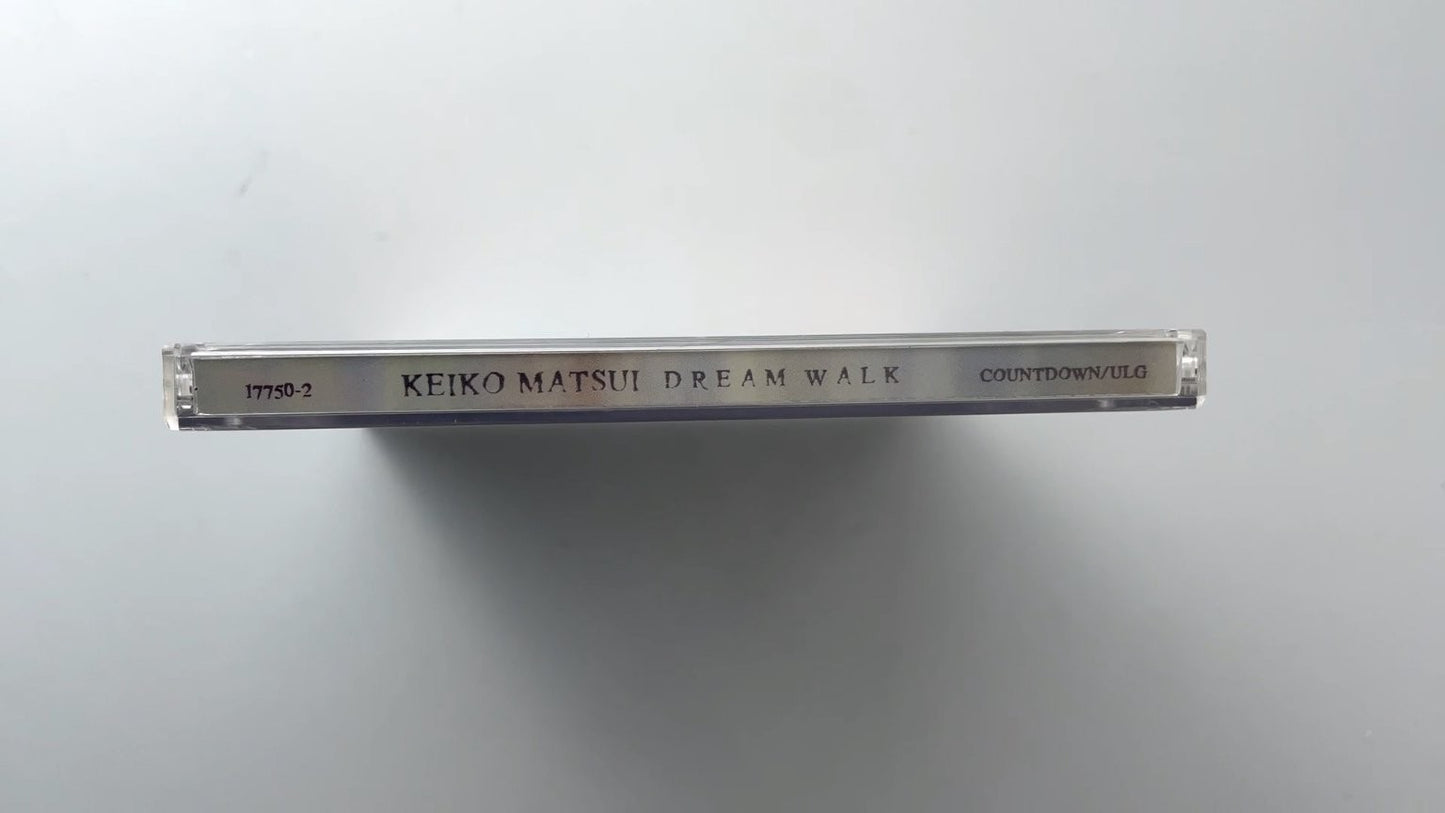 17750-2 KEIKO MATSUI DREAM WALK COUNTDOWN/ULG